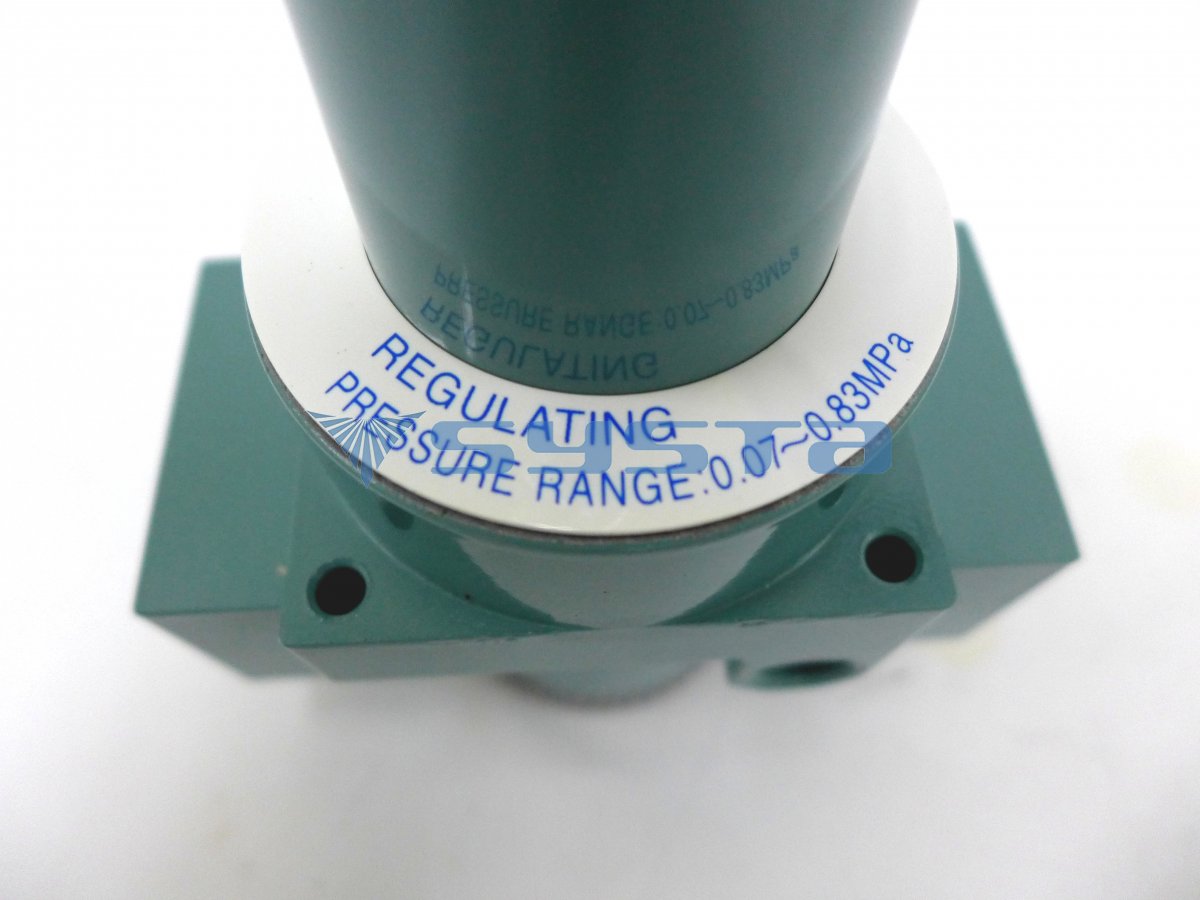 REGULATING
PRESSURE RANGE:0.07~0.83MPa
systa